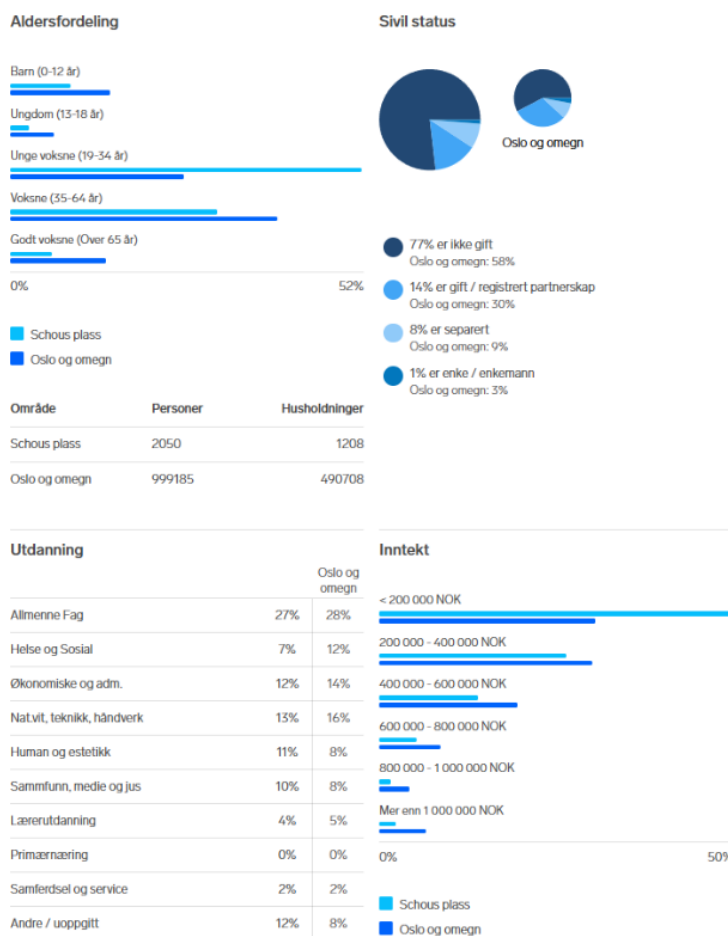 Aldersfordeling
Barn (0-12 år)
Ungdom (13-18 år)
Unge voksne (19-34 år)
Voksne (35-64 år)
Godt voksne (Over 65 år)
0% 52%
Schous plass
Oslo og omegn
Område Personer Husholdninger
Schous plass 2050 1208
Oslo og omegn 999185 490708
Sivil status
Oslo og omegn
77% er ikke gift
Oslo og omegn: 58%
14% er gift / registrert partnerskap
Oslo og omegn: 30%
8% er separert
Oslo og omegn: 9%
1% er enke / enkemann
Oslo og omegn: 3%
Utdanning
Oslo og
omegn
Allmenne Fag 27% 28%
Helse og Sosial 7% 12%
Økonomiske og adm. 12% 14%
Nat.vit, teknikk, håndverk 13% 16%
Human og estetikk 11% 8%
Sammfunn, medie og jus 10% 8%
Lærerutdanning 4% 5%
Primærnæring 0% 0%
Samferdsel og service 2% 2%
Andre / uoppgitt 12% 8%
Inntekt
< 200 000 NOK
200 000 - 400 000 NOK
400 000 - 600 000 NOK
600 000 - 800 000 NOK
800 000 - 1 000 000 NOK
Mer enn 1 000 000 NOK
0% 50%
Schous plass
Oslo og omegn